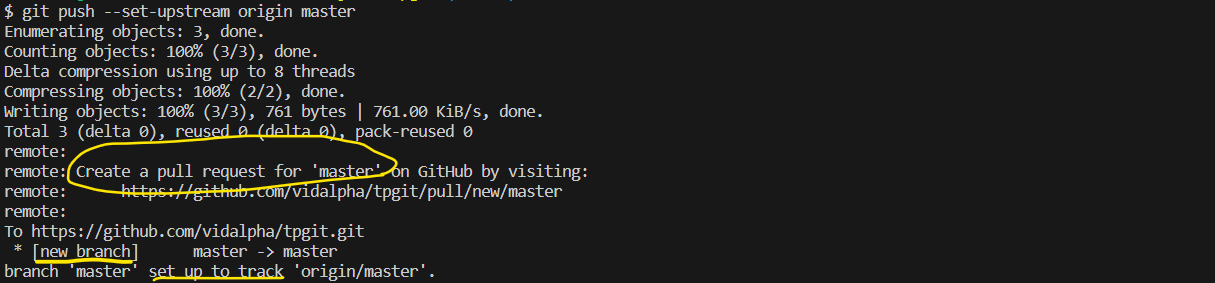 $ git push --set-upstream origin master
Enumerating objects: 3, done.
Counting objects: 100% (3/3), done.
Delta compression using up to 8 threads
Compressing objects: 100% (2/2), done.
Writing objects: 100% (3/3), 761 bytes | 761.00 KiB/s, done.
Total 3 (delta 0), reused 0 (delta 0), pack-reused 0
remote:
remote: Create a pull request for 'master' on GitHub by visiting:
remote:      https://github.com/vidalpha/tpgit/pull/new/master
remote:
To https://github.com/vidalpha/tpgit.git
 * [new branch]      master -> master
branch 'master' set up to track 'origin/master'.